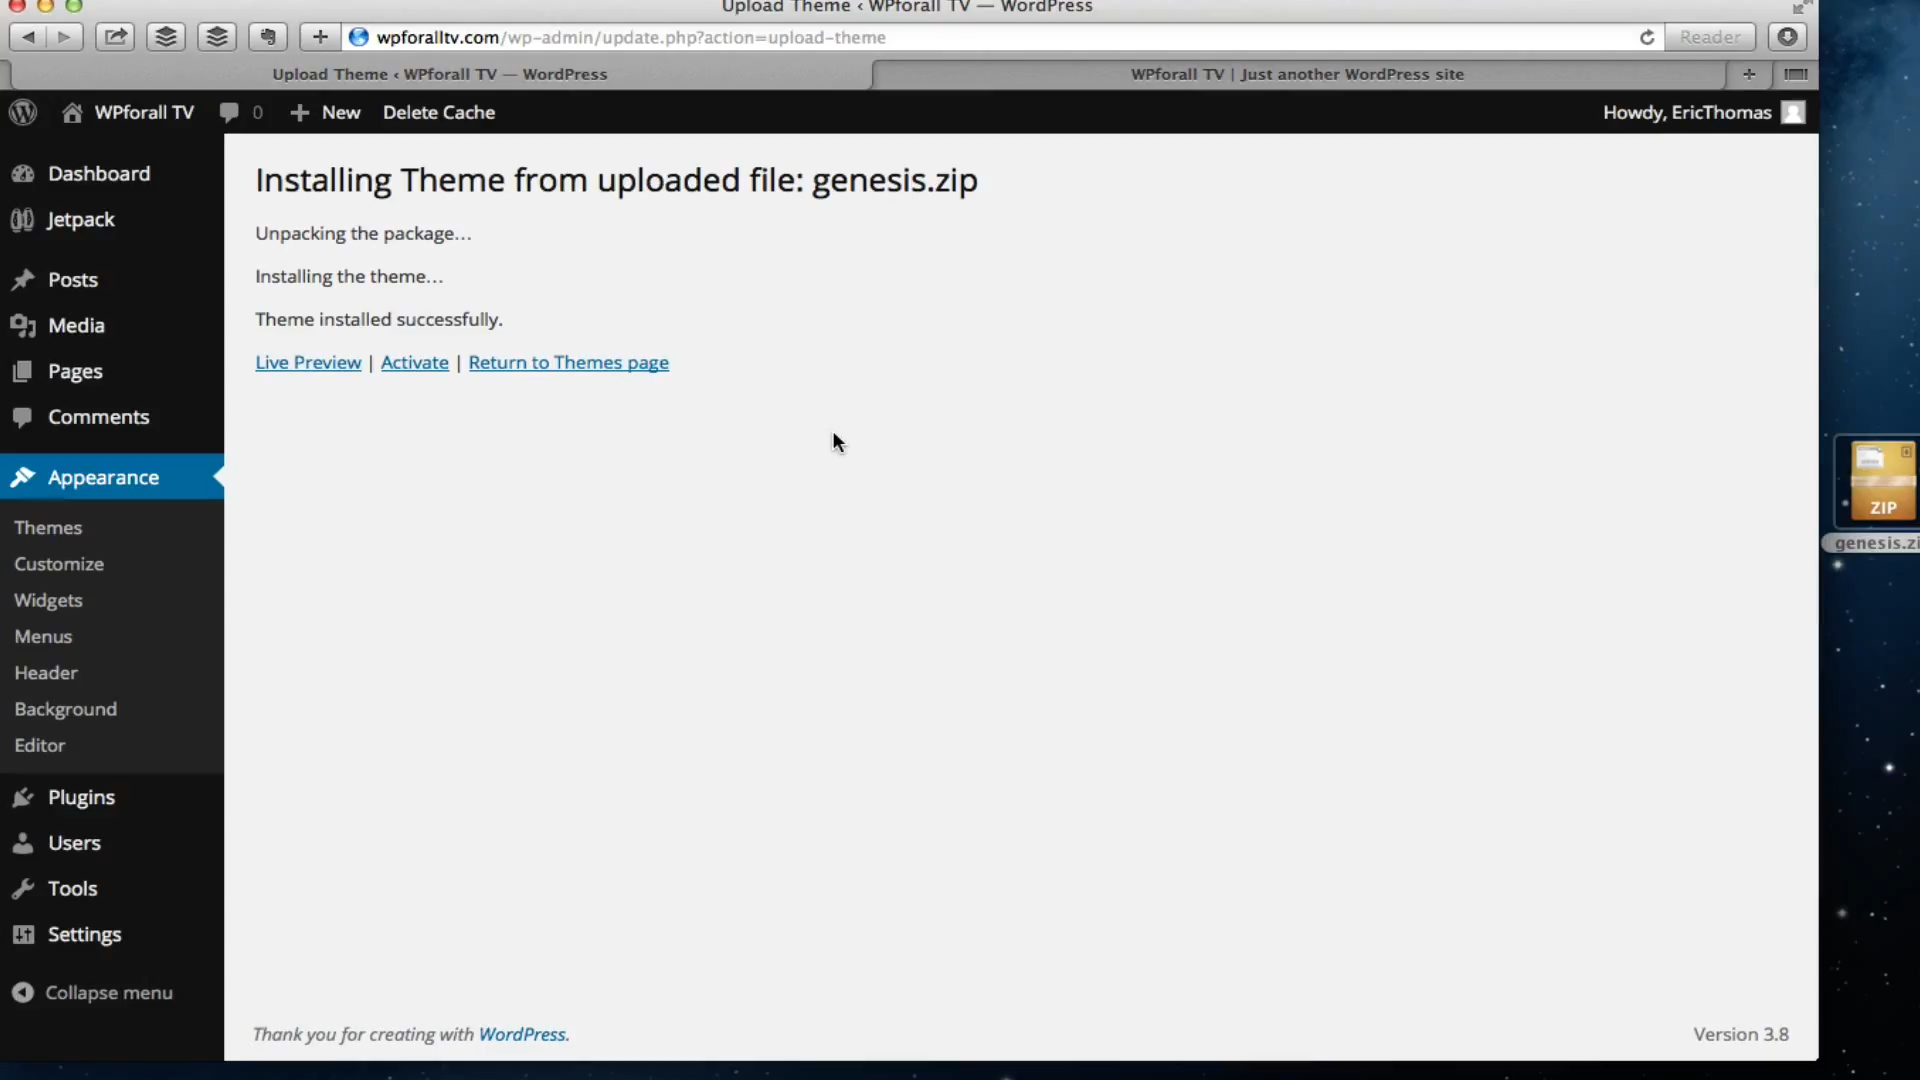 Upload Theme ‹ WPforall TV — WordPress
wpforalltv.com/wp-admin/update.php?action=upload-theme
Reader
Upload Theme ‹ WPforall TV — WordPress
WPforall TV | Just another WordPress site
WPforall TV
0
New
Delete Cache
Howdy, EricThomas
Dashboard
Jetpack
Posts
Media
Pages
Comments
Appearance
Themes
Customize
Widgets
Menus
Header
Background
Editor
Plugins
Users
Tools
Settings
Collapse menu
Installing Theme from uploaded file: genesis.zip
Unpacking the package…
Installing the theme…
Theme installed successfully.
Live Preview | Activate | Return to Themes page
Thank you for creating with WordPress.
Version 3.8
ZIP
genesis.zi